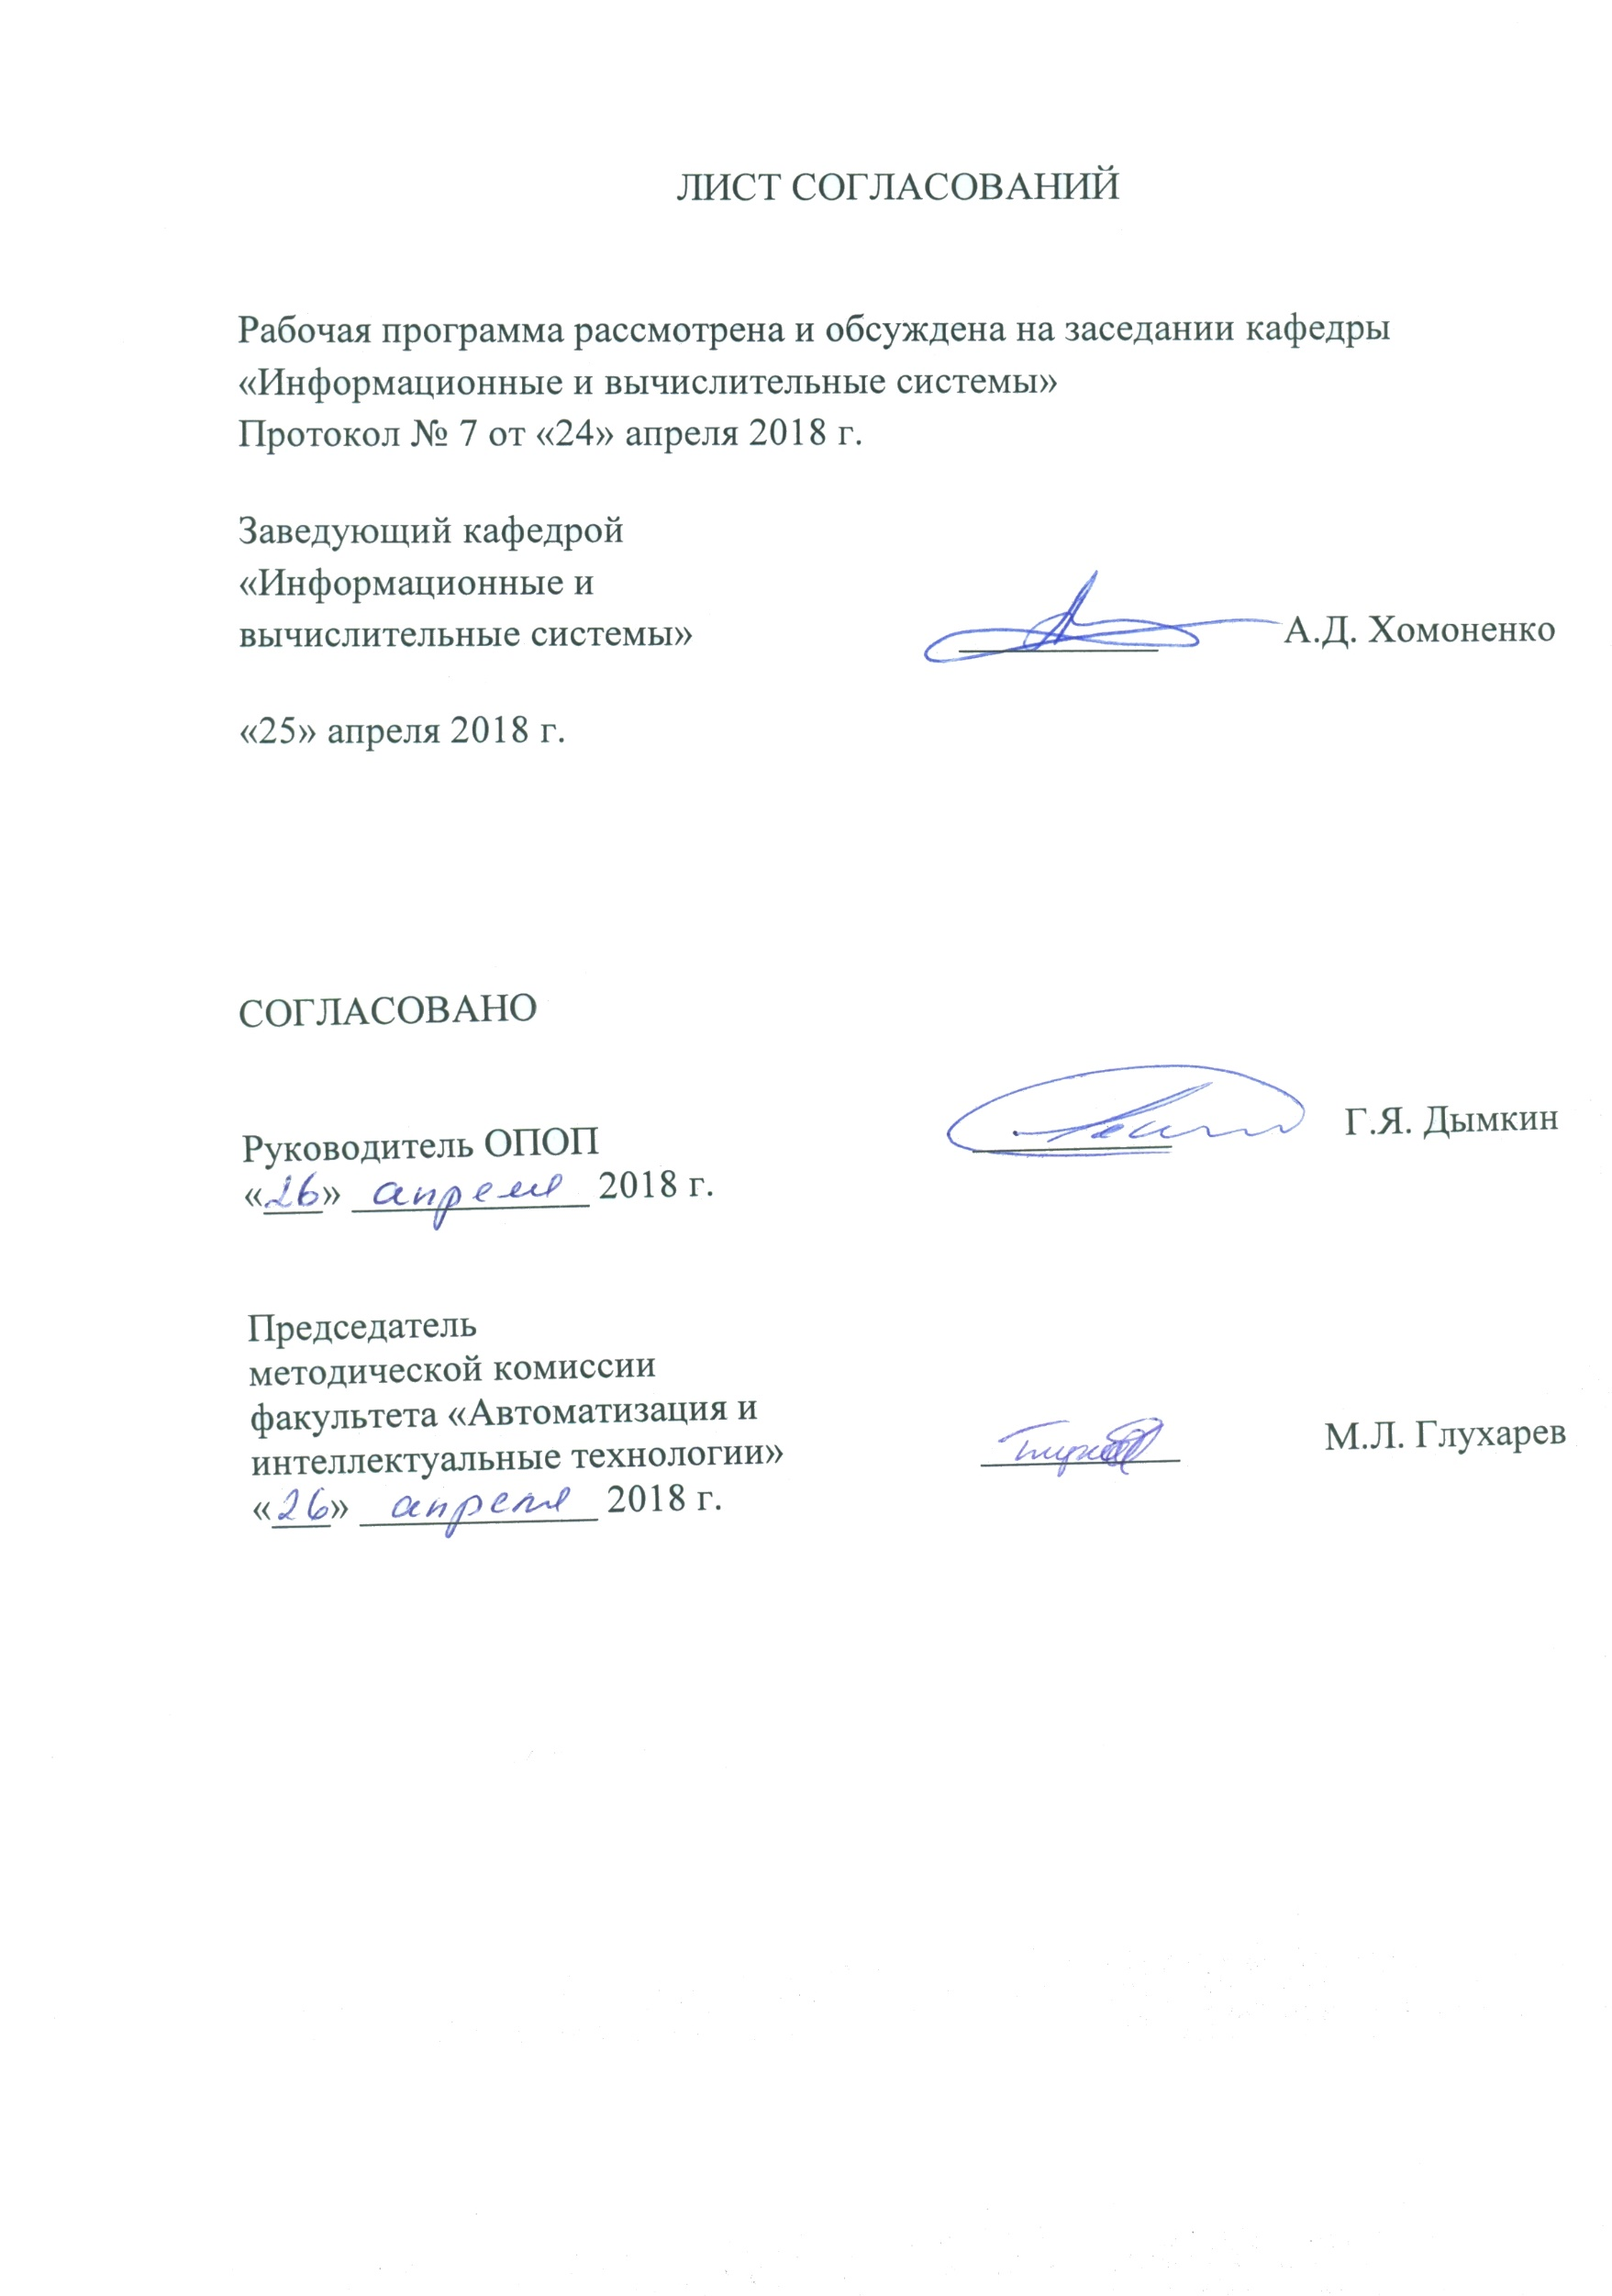 ЛИСТ СОГЛАСОВАНИЙ
Рабочая программа рассмотрена и обсуждена на заседании кафедры
«Информационные и вычислительные системы»
Протокол № 7 от «24» апреля 2018 г.
Заведующий кафедрой
«Информационные и
вычислительные системы» А.Д. Хомоненко
«25» апреля 2018 г.
СОГЛАСОВАНО
Руководитель ОПОП Г.Я. Дымкин
«26» апреля 2018 г.
Председатель
методической комиссии
факультета «Автоматизация и
интеллектуальные технологии» М.Л. Глухарев
«26» апреля 2018 г.